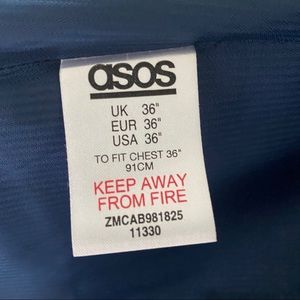 asos
UK 36"
EUR 36"
USA 36"
TO FIT CHEST 36"
91CM
KEEP AWAY
FROM FIRE
ZMCAB981825
11330